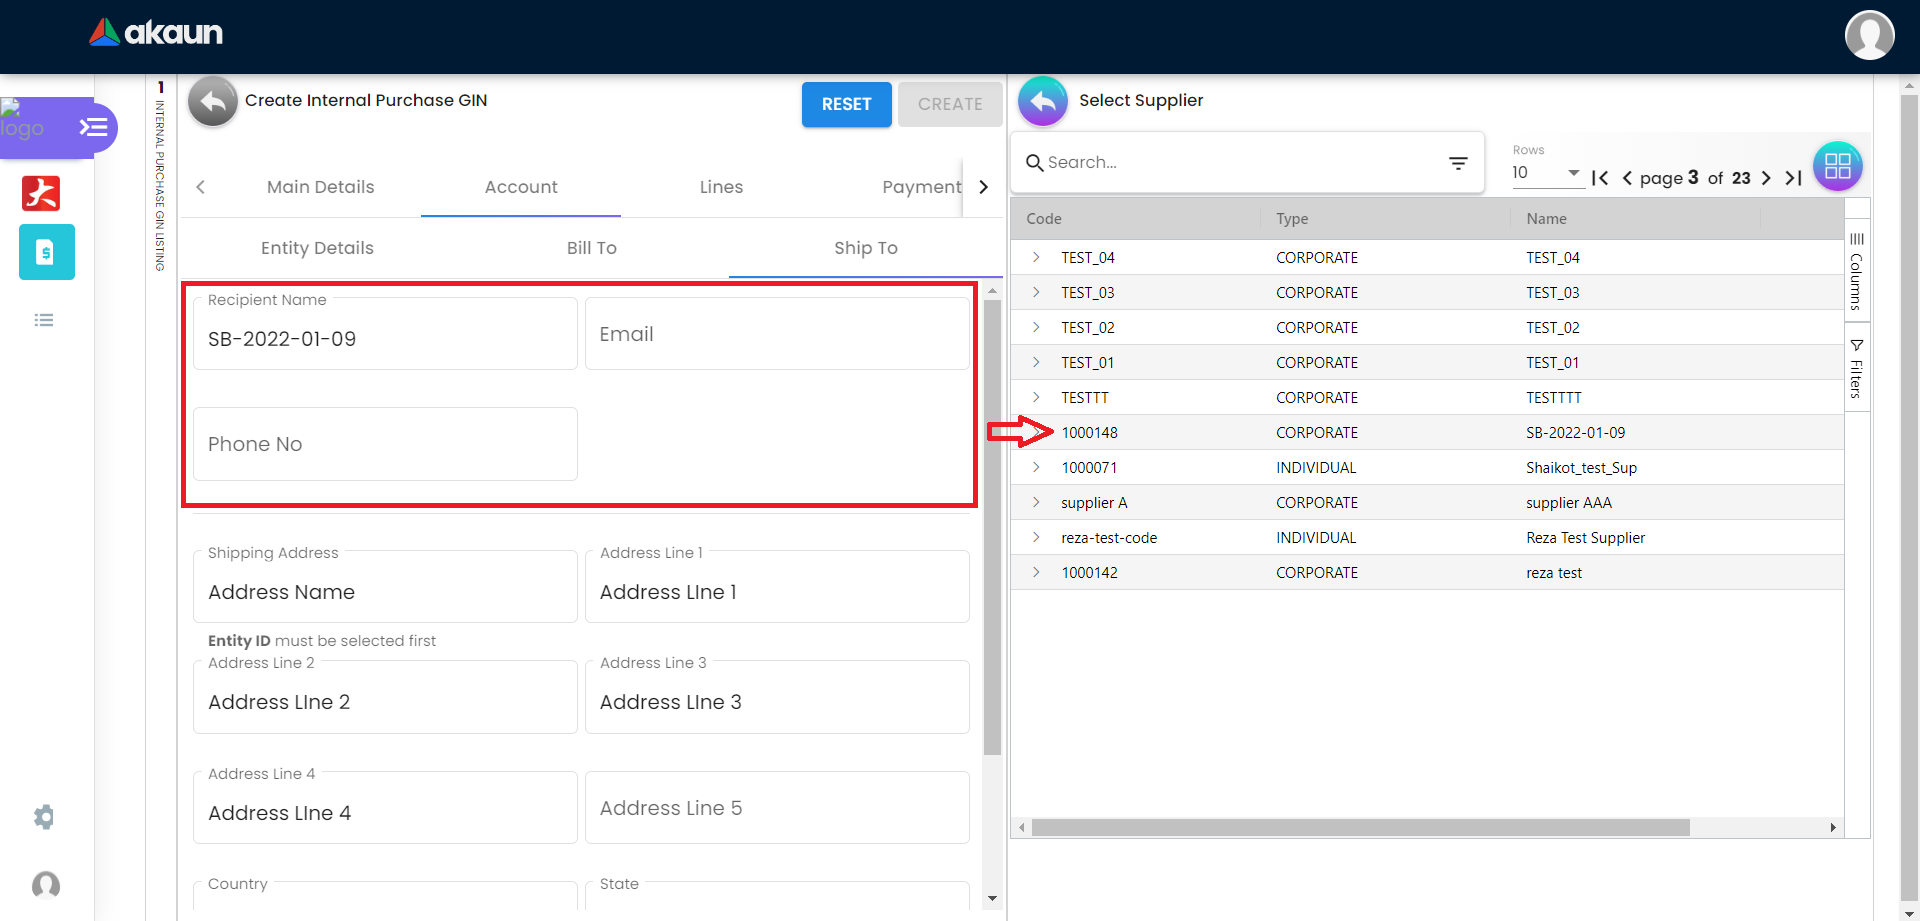 akaun
logo
1
INTERNAL PURCHASE GIN LISTING
Create Internal Purchase GIN
RESET
CREATE
Main Details
Account
Lines
Payment
Entity Details
Bill To
Ship To
Recipient Name
SB-2022-01-09
Email
Phone No
Shipping Address
Address Name
Address Line 1
Address LIne 1
Entity ID must be selected first
Address Line 2
Address LIne 2
Address Line 3
Address LIne 3
Address Line 4
Address LIne 4
Address Line 5
Country
State
Select Supplier
Search...
Rows
10
page 3 of 23
Code Type Name
TEST_04 CORPORATE TEST_04
TEST_03 CORPORATE TEST_03
TEST_02 CORPORATE TEST_02
TEST_01 CORPORATE TEST_01
TESTTT CORPORATE TESTTTT
1000148 CORPORATE SB-2022-01-09
1000071 INDIVIDUAL Shaikot_test_Sup
supplier A CORPORATE supplier AAA
reza-test-code INDIVIDUAL Reza Test Supplier
1000142 CORPORATE reza test
Columns
Filters